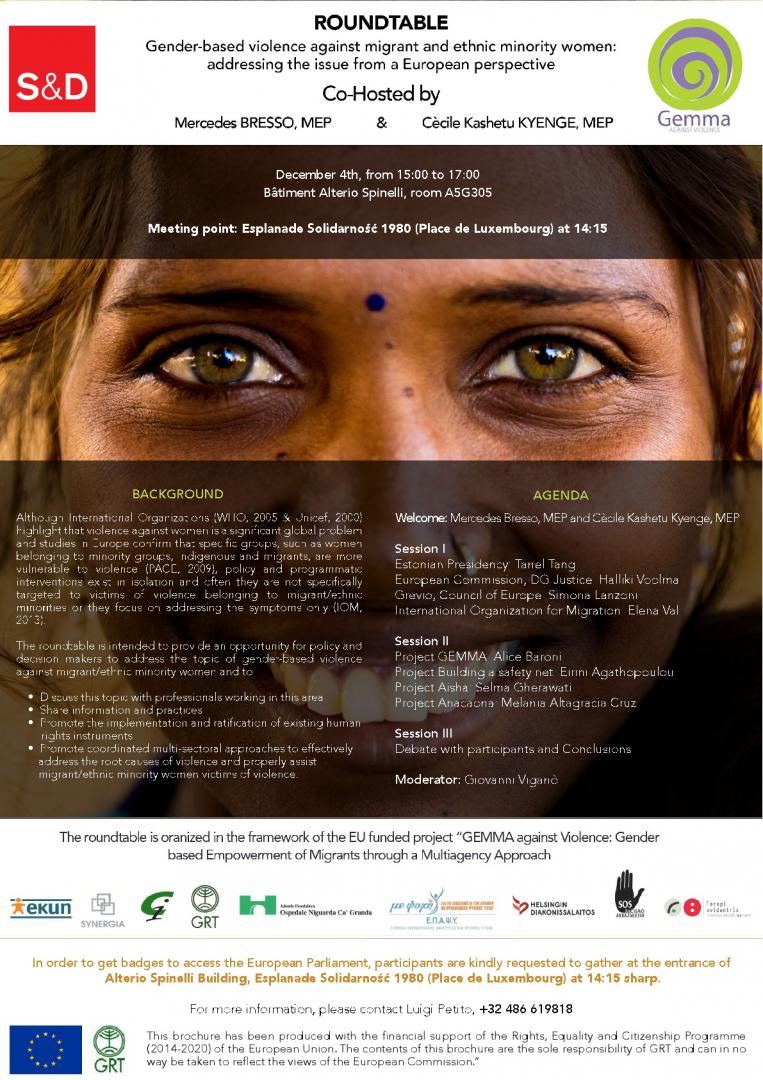 ROUNDTABLE
Gender-based violence against migrant and ethnic minority women:
addressing the issue from a European perspective
Co-Hosted by
Mercedes BRESSO, MEP & Cècile Kashetu KYENGE, MEP
S&D
Gemma
AGAINST VIOLENCE
December 4th, from 15:00 to 17:00
Bâtiment Alterio Spinelli, room A5G305
Meeting point: Esplanade Solidarność 1980 (Place de Luxembourg) at 14:15
BACKGROUND
Although International Organizations (WHO, 2005 & Unicef, 2000)
highlight that violence against women is a significant global problem
and studies in Europe confirm that specific groups, such as women
belonging to minority groups, indigenous and migrants, are more
vulnerable to violence (PACE, 2009), policy and programmatic
interventions exist in isolation and often they are not specifically
targeted to victims of violence belonging to migrant/ethnic
minorities or they focus on addressing the symptoms only (IOM,
2013).
The roundtable is intended to provide an opportunity for policy and
decision makers to address the topic of gender-based violence
against migrant/ethnic minority women and to
• Discuss this topic with professionals working in this area
• Share information and practices
• Promote the implementation and ratification of existing human
rights instruments
• Promote coordinated multi-sectoral approaches to effectively
address the root causes of violence and properly assist
migrant/ethnic minority women victims of violence.
AGENDA
Welcome: Mercedes Bresso, MEP and Cècile Kashetu Kyenge, MEP
Session I
Estonian Presidency Tanel Tang
European Commission, DG Justice Halliki Voolma
Grevio, Council of Europe Simona Lanzoni
International Organization for Migration Elena Val
Session II
Project GEMMA Alice Baroni
Project Building a safety net Eirini Agathopoulou
Project Aisha: Selma Gherawati
Project Anacaona: Melania Altagracia Cruz
Session III
Debate with participants and Conclusions
Moderator: Giovanni Viganò
The roundtable is oranized in the framework of the EU funded project “GEMMA against Violence: Gender
based Empowerment of Migrants through a Multiagency Approach
ekun
SYNERGIA
GRT
Azienda Ospedaliera
Ospedale Niguarda Ca' Granda
με ψυχή
Ε.Π.Α.Ψ.Υ.
HELSINGIN
DIAKONISSALAITOS
SOS
In order to get badges to access the European Parliament, participants are kindly requested to gather at the entrance of
Alterio Spinelli Building, Esplanade Solidarność 1980 (Place de Luxembourg) at 14:15 sharp.
For more information, please contact Luigi Petito, +32 486 619818
GRT
This brochure has been produced with the financial support of the Rights, Equality and Citizenship Programme
(2014-2020) of the European Union. The contents of this brochure are the sole responsibility of GRT and can in no
way be taken to reflect the views of the European Commission.”